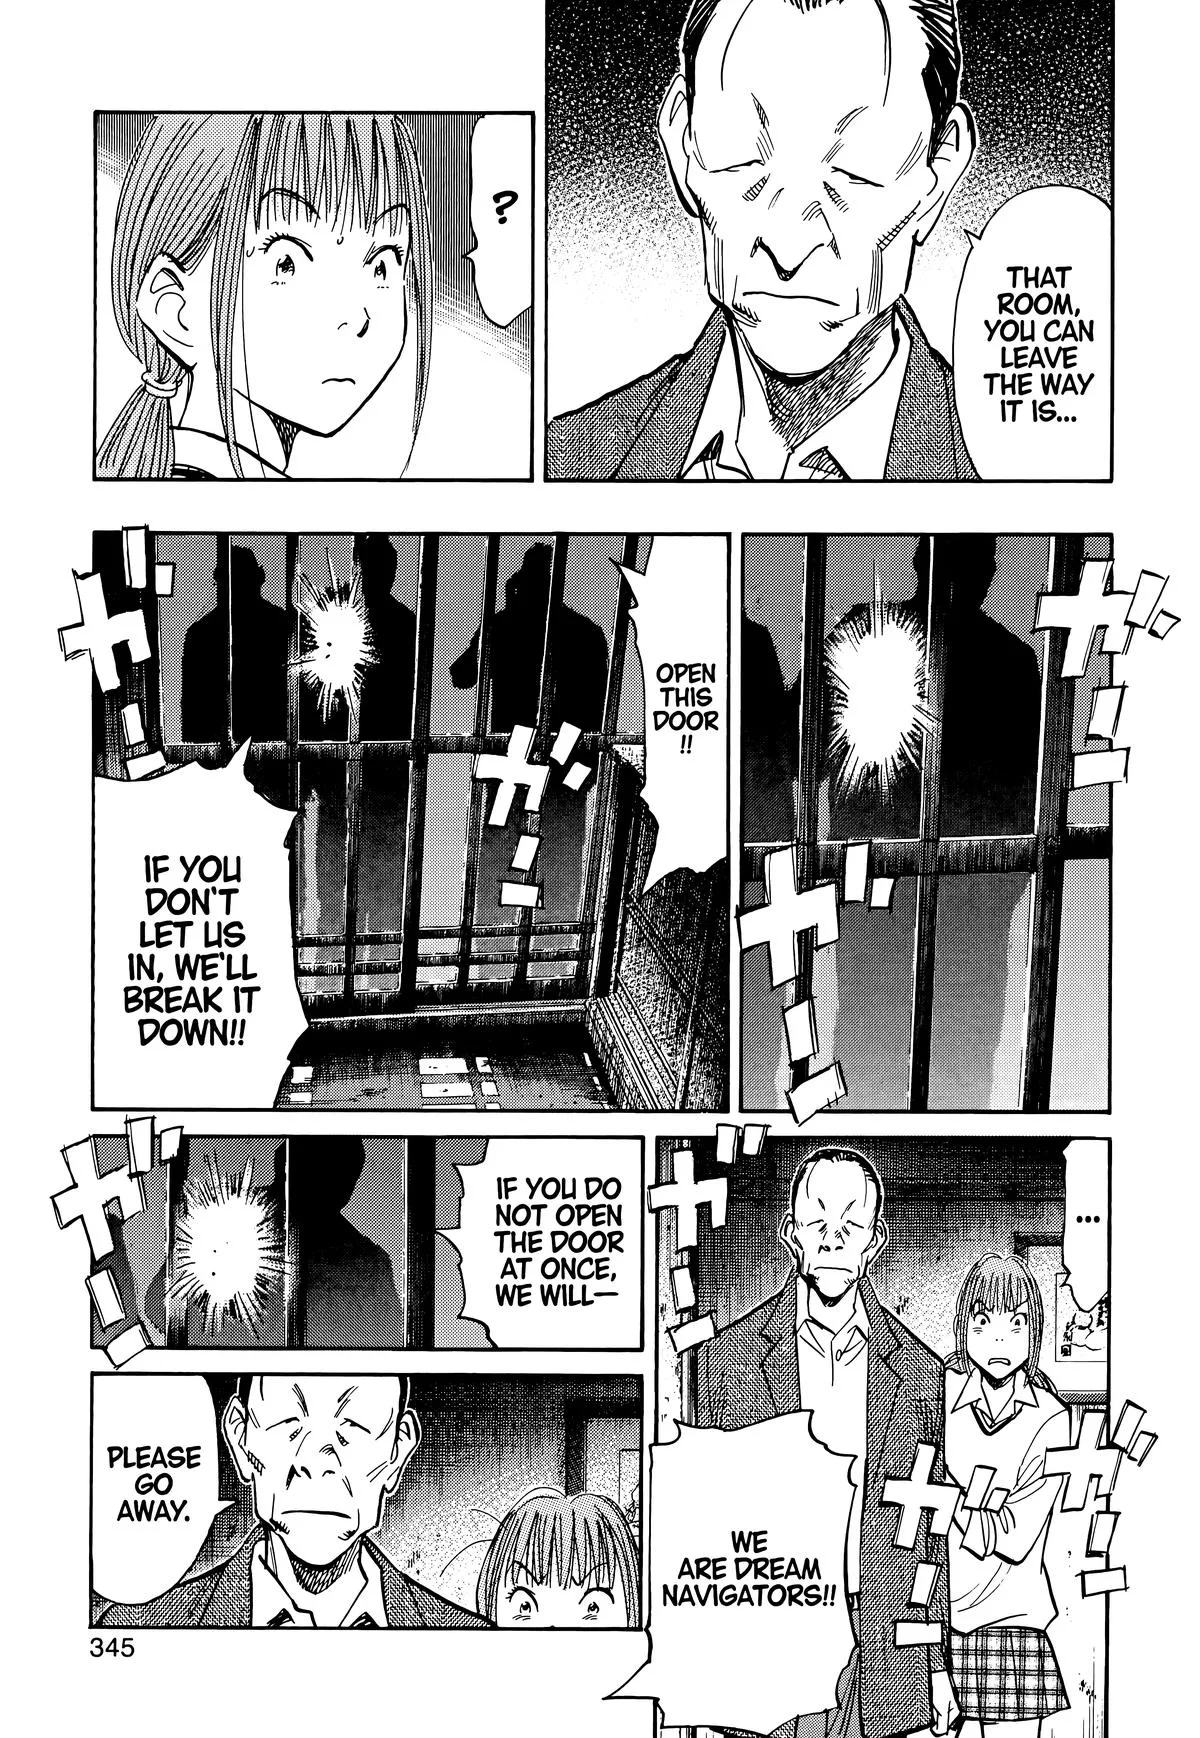 THAT
ROOM,
YOU CAN
LEAVE
THE WAY
IT IS...
?
OPEN
THIS
DOOR
!!
IF YOU
DON'T
LET US
IN, WE'LL
BREAK IT
DOWN!!
...
WE
ARE DREAM
NAVIGATORS!!
IF YOU DO
NOT OPEN
THE DOOR
AT ONCE,
WE WILL—
PLEASE
GO
AWAY.
345